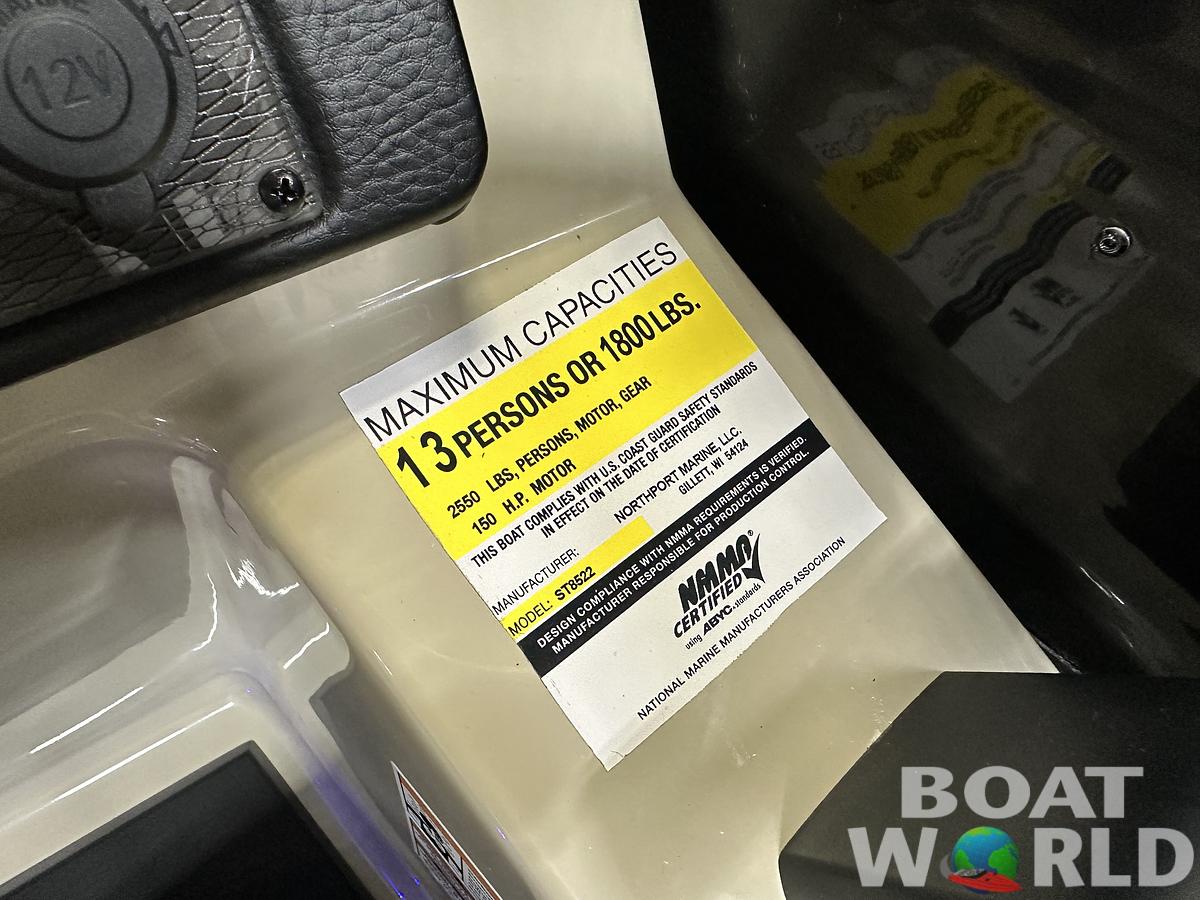 12V
MAXIMUM CAPACITIES
13 PERSONS OR 1800 LBS.
2550 LBS, PERSONS, MOTOR, GEAR
150 H.P. MOTOR
THIS BOAT COMPLIES WITH U.S. COAST GUARD SAFETY STANDARDS
IN EFFECT ON THE DATE OF CERTIFICATION
MANUFACTURER: NORTHPORT MARINE, LLC.
GILLETT, WI 54124
MODEL: ST8522
DESIGN COMPLIANCE WITH NMMA REQUIREMENTS IS VERIFIED.
MANUFACTURER RESPONSIBLE FOR PRODUCTION CONTROL.
NMMA®
CERTIFIED
using ABYC standards
NATIONAL MARINE MANUFACTURERS ASSOCIATION
BOAT
WORLD